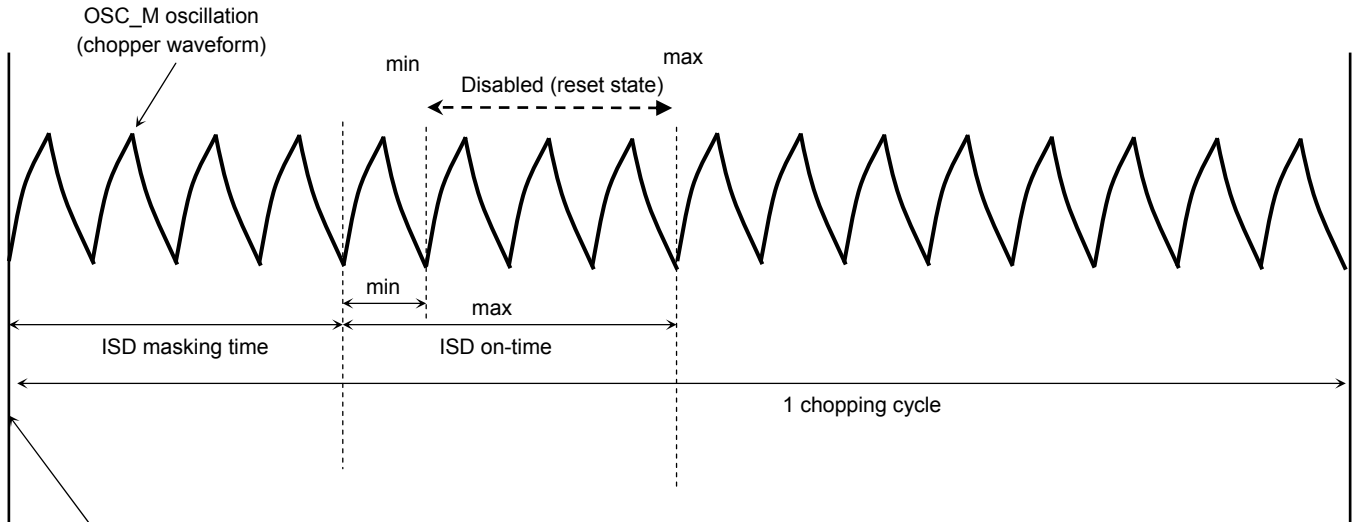 OSC_M oscillation
(chopper waveform)
min
max
Disabled (reset state)
min
max
ISD masking time
ISD on-time
1 chopping cycle